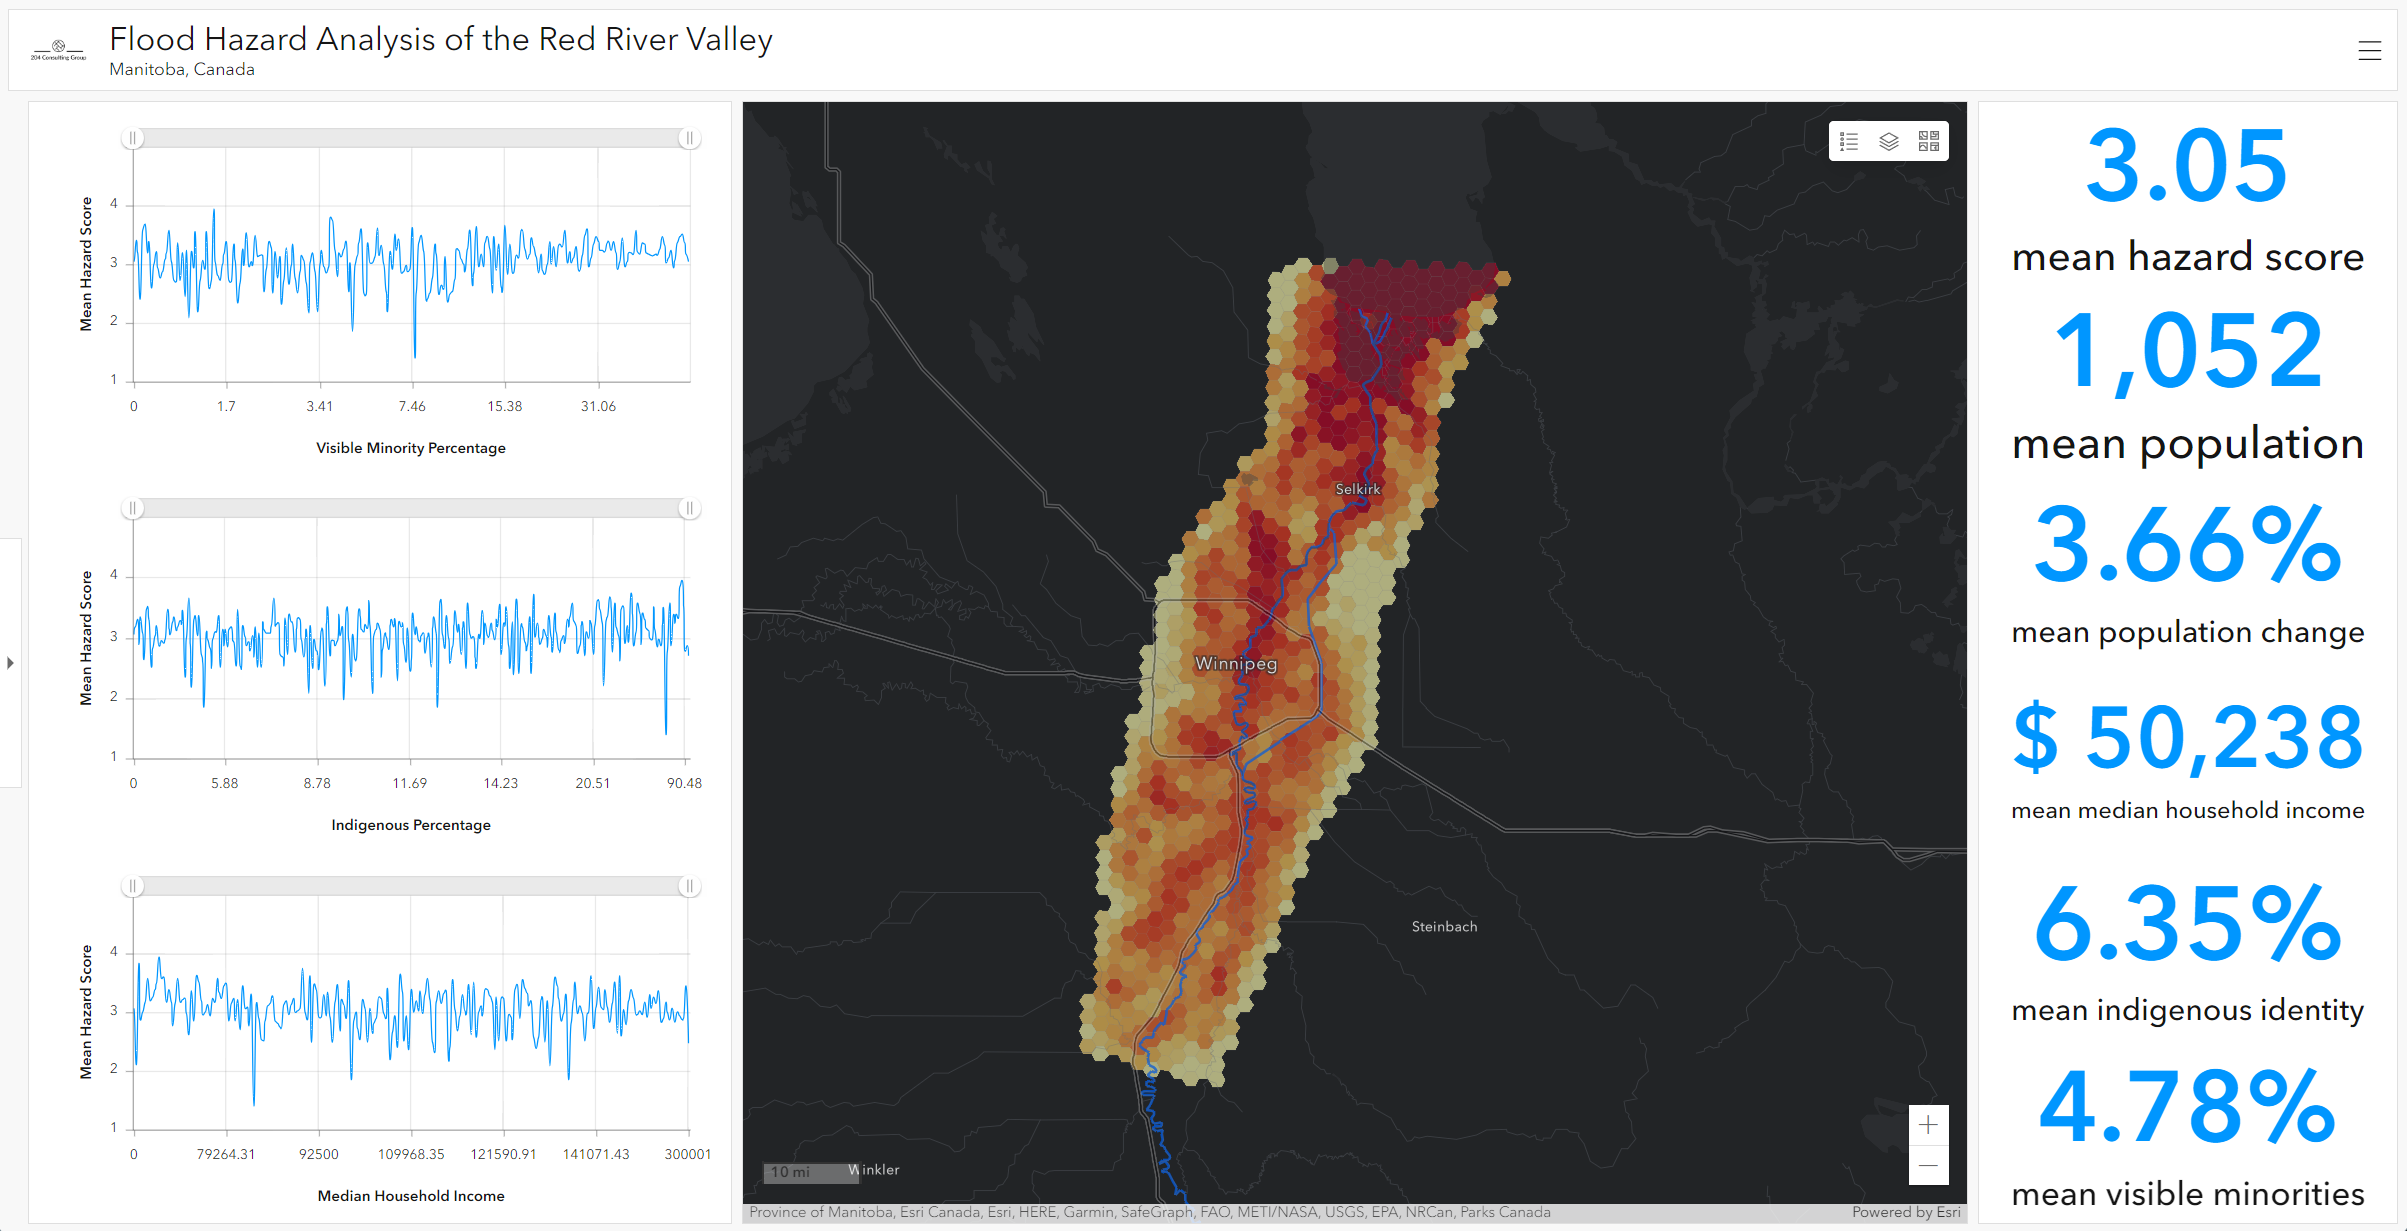 204 Consulting Group
Flood Hazard Analysis of the Red River Valley
Manitoba, Canada
Mean Hazard Score
4
3
2
1
0
1.7
3.41
7.46
15.38
31.06
Visible Minority Percentage
Mean Hazard Score
4
3
2
1
0
5.88
8.78
11.69
14.23
20.51
90.48
Indigenous Percentage
Mean Hazard Score
4
3
2
1
0
79264.31
92500
109968.35
121590.91
141071.43
300001
Median Household Income
Selkirk
Winnipeg
Steinbach
Winkler
10 mi
Province of Manitoba, Esri Canada, Esri, HERE, Garmin, SafeGraph, FAO, METI/NASA, USGS, EPA, NRCan, Parks Canada
Powered by Esri
3.05
mean hazard score
1,052
mean population
3.66%
mean population change
$ 50,238
mean median household income
6.35%
mean indigenous identity
4.78%
mean visible minorities